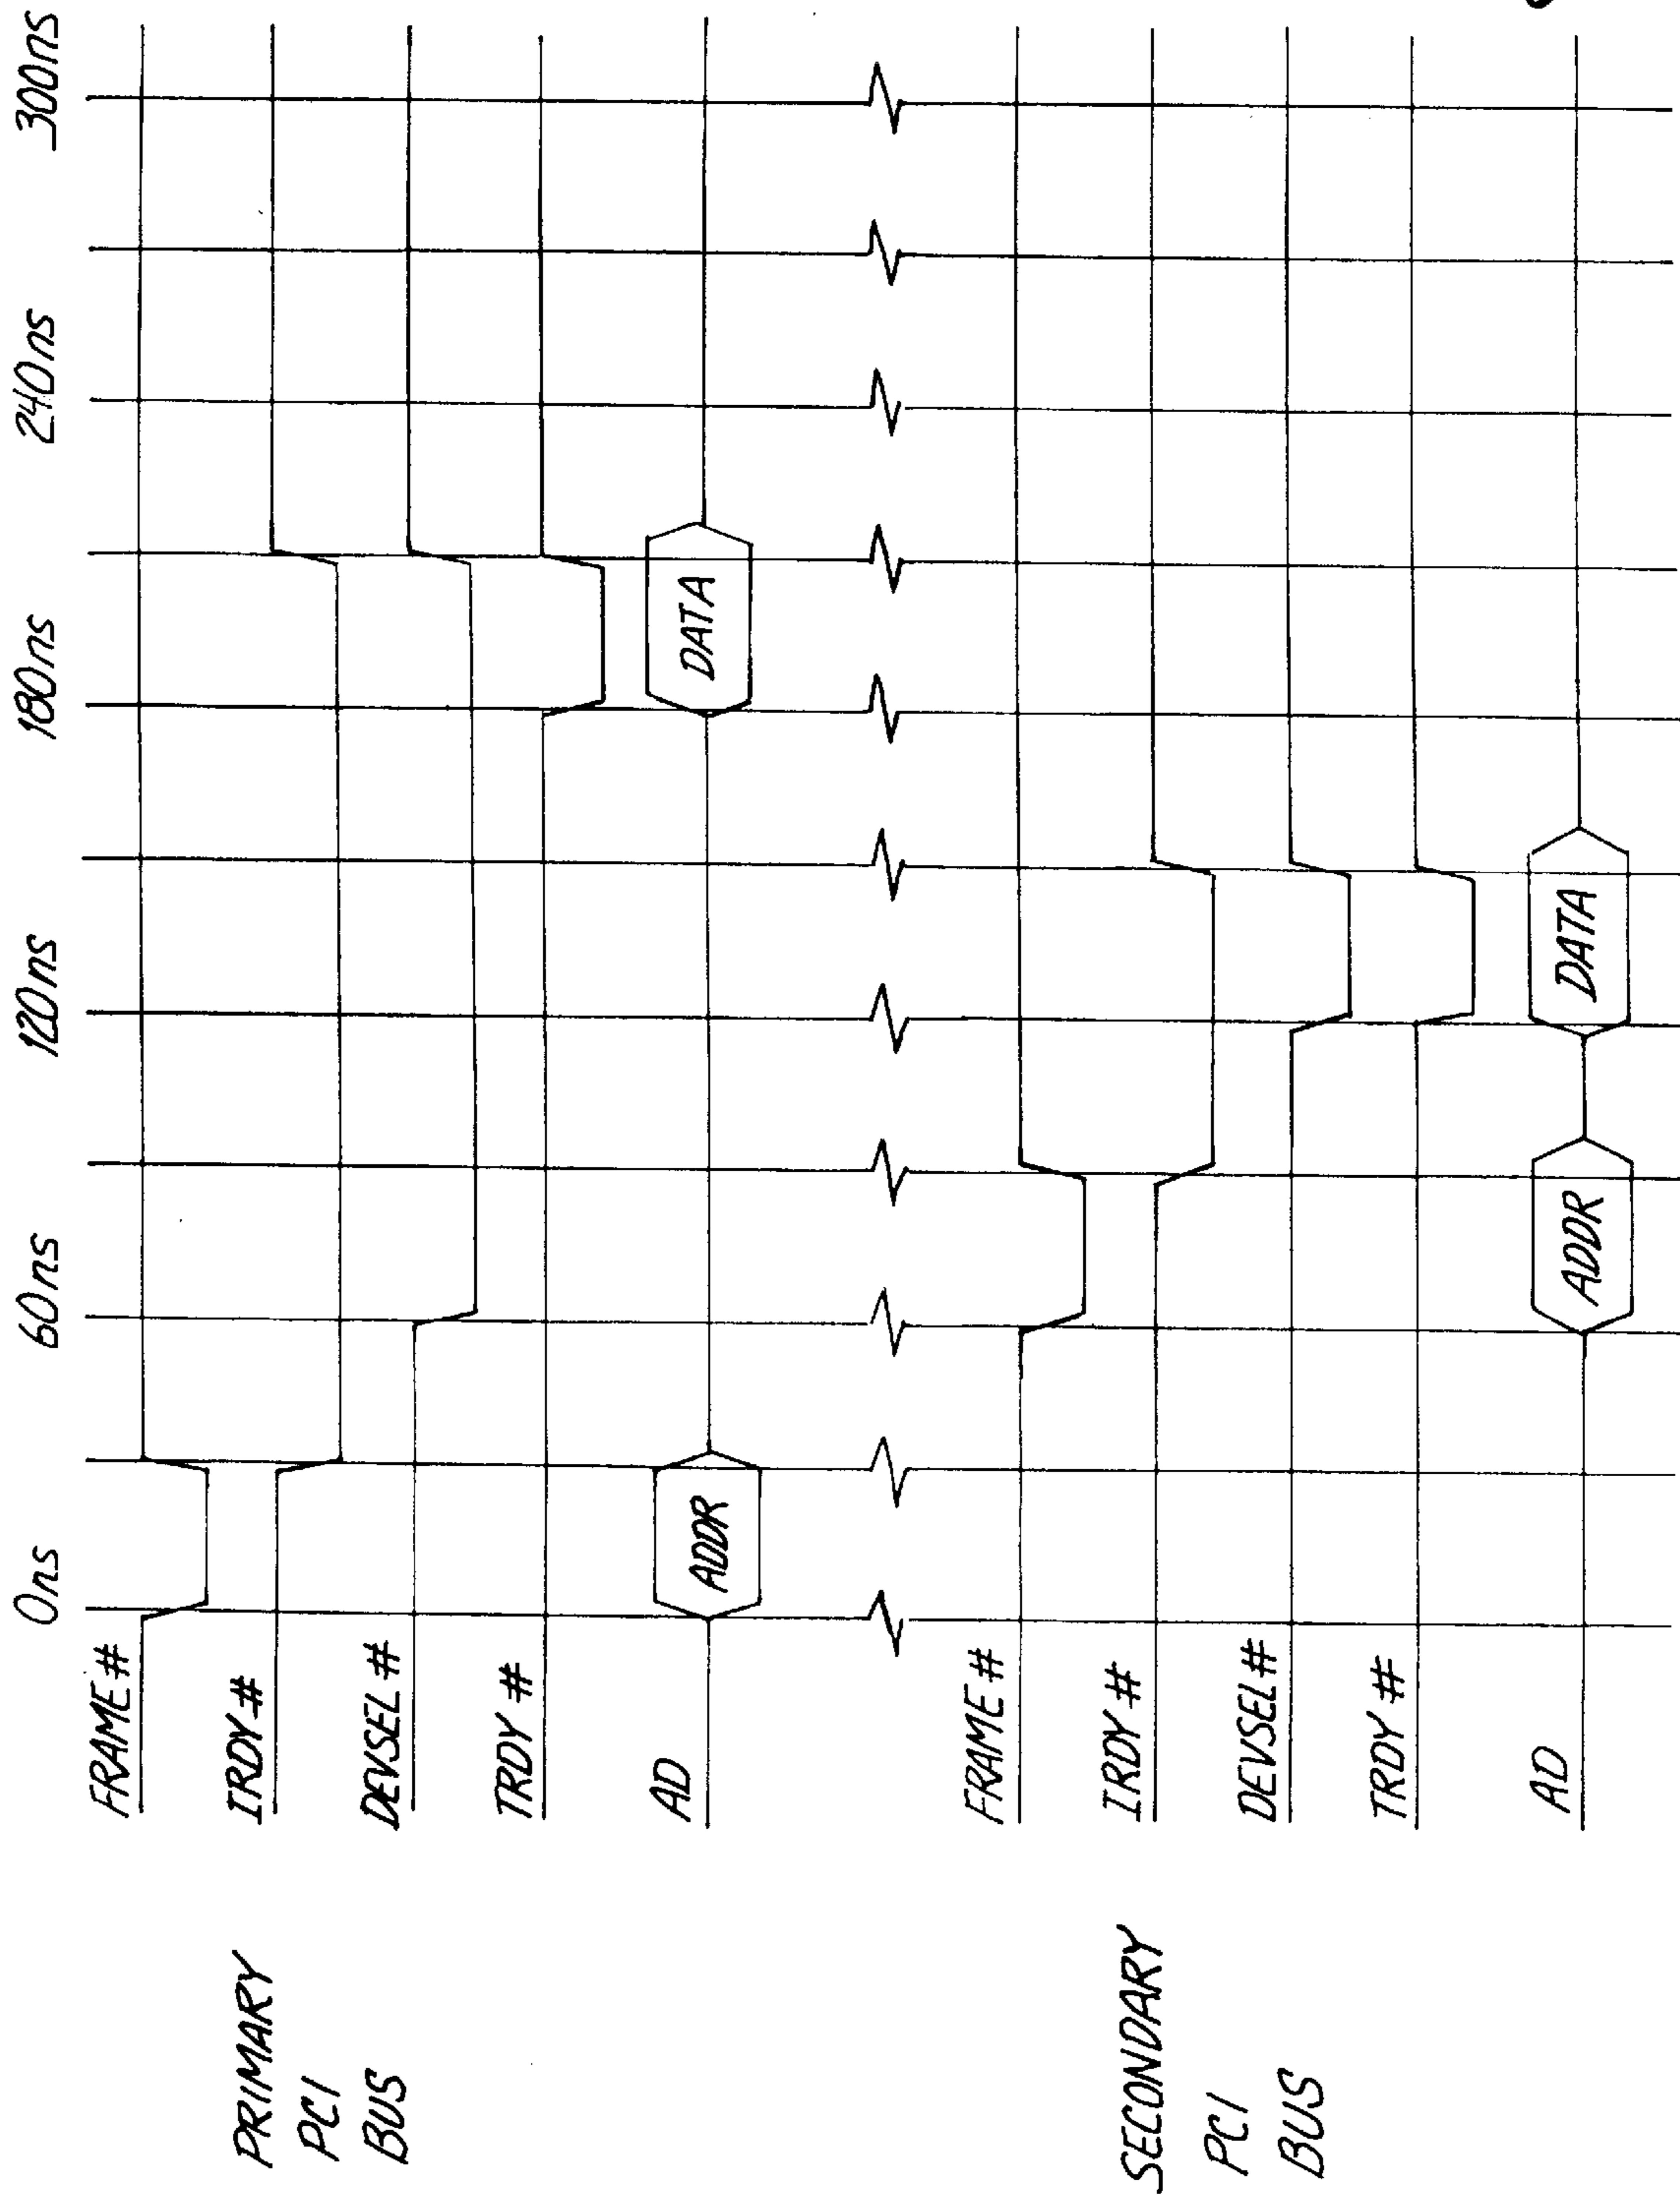 0ns 60ns 120ns 180ns 240ns 300ns
PRIMARY
PCI
BUS
FRAME#
IRDY#
DEVSEL#
TRDY#
AD
ADDR
DATA
SECONDARY
PCI
BUS
FRAME#
IRDY#
DEVSEL#
TRDY#
AD
ADDR
DATA